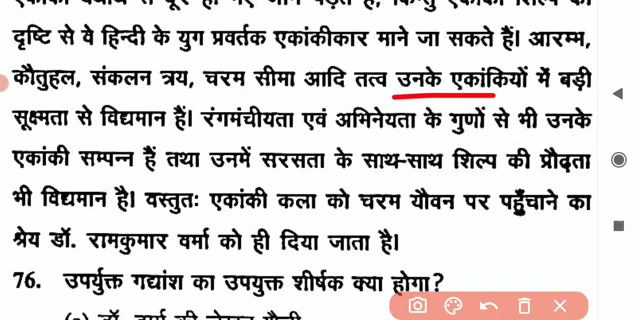 दृष्टि से वे हिन्दी के युग प्रवर्तक एकांकीकार माने जा सकते हैं। आरम्भ,
कौतुहल, संकलन त्रय, चरम सीमा आदि तत्व उनके एकांकियों में बड़ी
सूक्ष्मता से विद्यमान हैं। रंगमंचीयता एवं अभिनेयता के गुणों से भी उनके
एकांकी सम्पन्न हैं तथा उनमें सरसता के साथ-साथ शिल्प की प्रौढ़ता
भी विद्यमान है। वस्तुतः एकांकी कला को चरम यौवन पर पहुँचाने का
श्रेय डॉ. रामकुमार वर्मा को ही दिया जाता है।
76. उपर्युक्त गद्यांश का उपयुक्त शीर्षक क्या होगा?